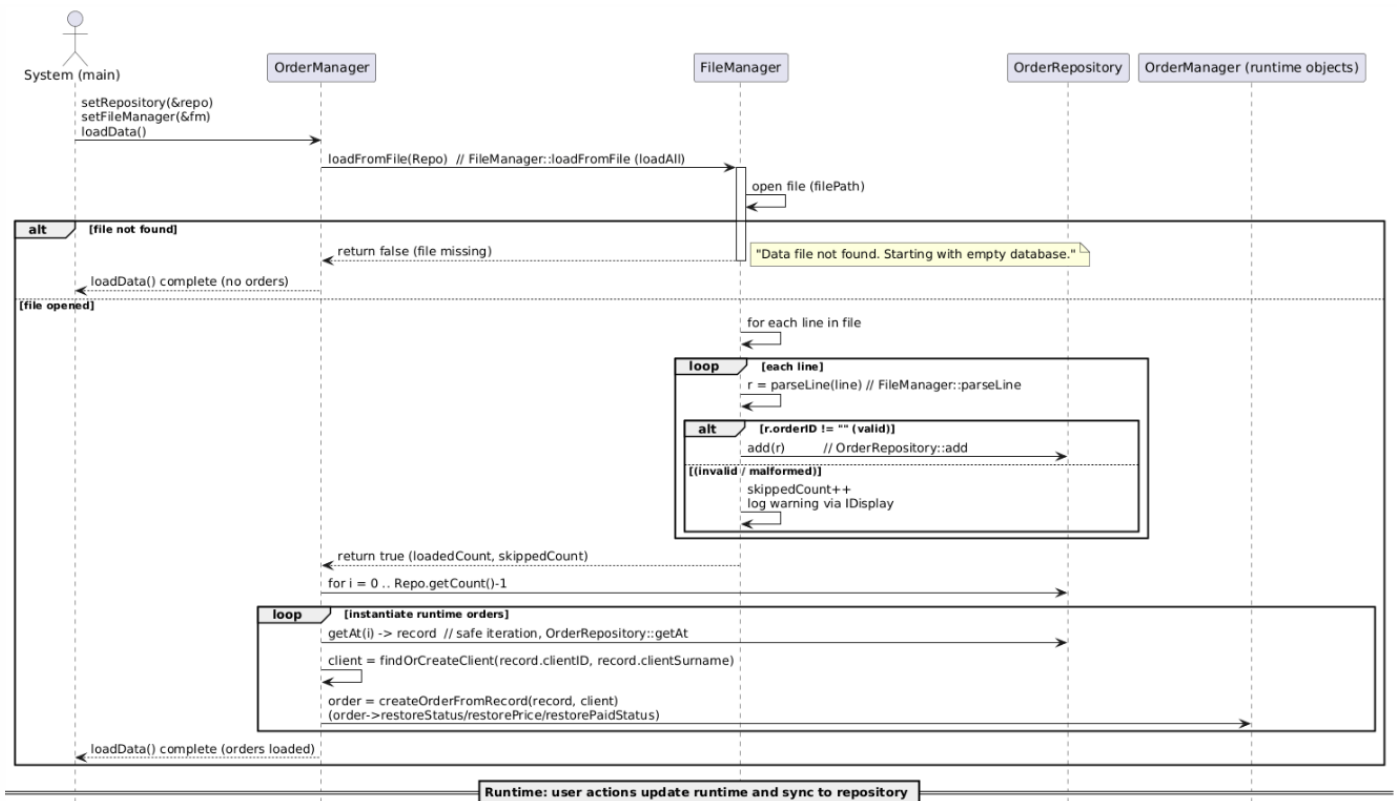 System (main)
OrderManager
FileManager
OrderRepository
OrderManager (runtime objects)
setRepository(&repo)
setFileManager(&fm)
loadData()
loadFromFile(Repo)  // FileManager::loadFromFile (loadAll)
open file (filePath)
alt
[file not found]
return false (file missing)
"Data file not found. Starting with empty database."
loadData() complete (no orders)
[file opened]
for each line in file
loop
[each line]
r = parseLine(line) // FileManager::parseLine
alt
[r.orderID != "" (valid)]
add(r)          // OrderRepository::add
[(invalid / malformed)]
skippedCount++
log warning via IDisplay
return true (loadedCount, skippedCount)
for i = 0 .. Repo.getCount()-1
loop
[instantiate runtime orders]
getAt(i) -> record  // safe iteration, OrderRepository::getAt
client = findOrCreateClient(record.clientID, record.clientSurname)
order = createOrderFromRecord(record, client)
(order->restoreStatus/restorePrice/restorePaidStatus)
loadData() complete (orders loaded)
Runtime: user actions update runtime and sync to repository